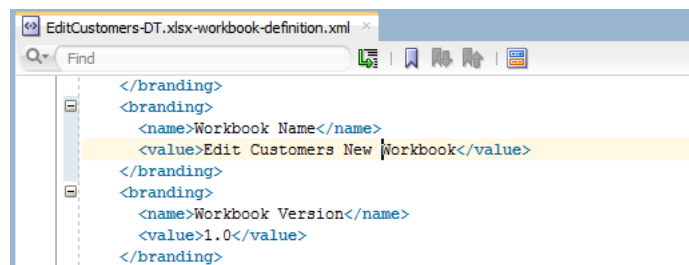 EditCustomers-DT.xlsx-workbook-definition.xml
Find
</branding>
<branding>
<name>Workbook Name</name>
<value>Edit Customers New Workbook</value>
</branding>
<branding>
<name>Workbook Version</name>
<value>1.0</value>
</branding>